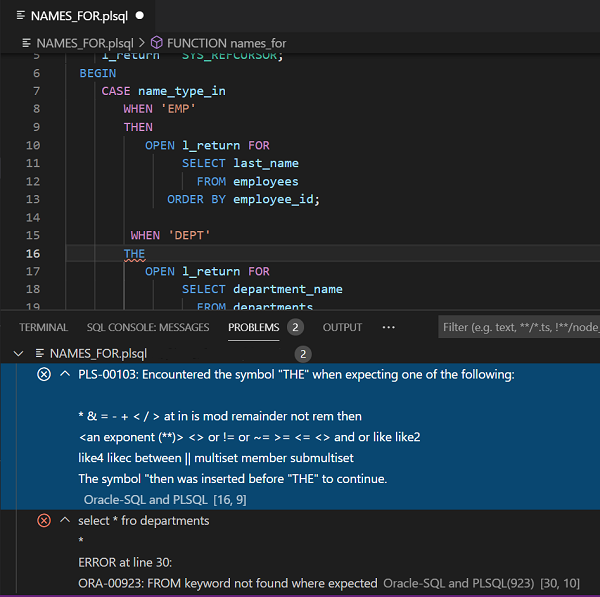 NAMES_FOR.plsql
NAMES_FOR.plsql > FUNCTION names_for
5 l_return SYS_REFCURSOR;
6 BEGIN
7 CASE name_type_in
8 WHEN 'EMP'
9 THEN
10 OPEN l_return FOR
11 SELECT last_name
12 FROM employees
13 ORDER BY employee_id;
14
15 WHEN 'DEPT'
16 THE
17 OPEN l_return FOR
18 SELECT department_name
19 FROM departments
TERMINAL SQL CONSOLE: MESSAGES PROBLEMS 2 OUTPUT ··· Filter (e.g. text, **/*.ts, !**/node_
NAMES_FOR.plsql 2
PLS-00103: Encountered the symbol "THE" when expecting one of the following:
* & = - + < / > at in is mod remainder not rem then
<an exponent (**)> <> or != or ~= >= <= <> and or like like2
like4 likec between || multiset member submultiset
The symbol "then was inserted before "THE" to continue.
Oracle-SQL and PLSQL [16, 9]
select * fro departments
*
ERROR at line 30:
ORA-00923: FROM keyword not found where expected Oracle-SQL and PLSQL(923) [30, 10]